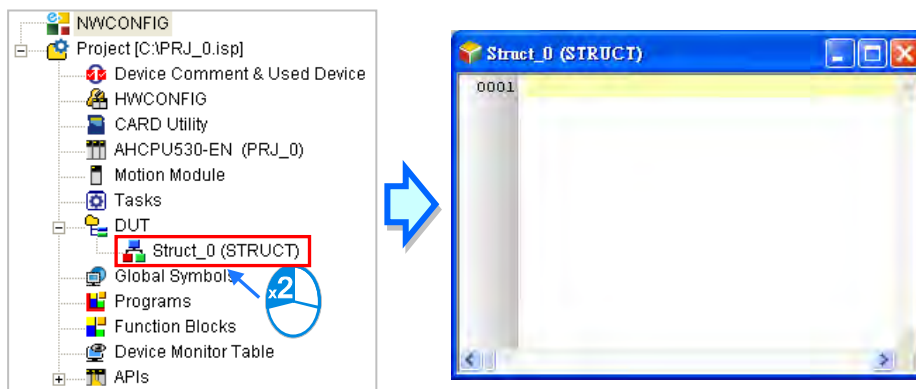 NWCONFIG
Project [C:\PRJ_0.isp]
Device Comment & Used Device
HWCONFIG
CARD Utility
AHCPU530-EN (PRJ_0)
Motion Module
Tasks
DUT
Struct_0 (STRUCT)
Global Symbols
x2
Programs
Function Blocks
Device Monitor Table
APIs
Struct_0 (STRUCT)
0001